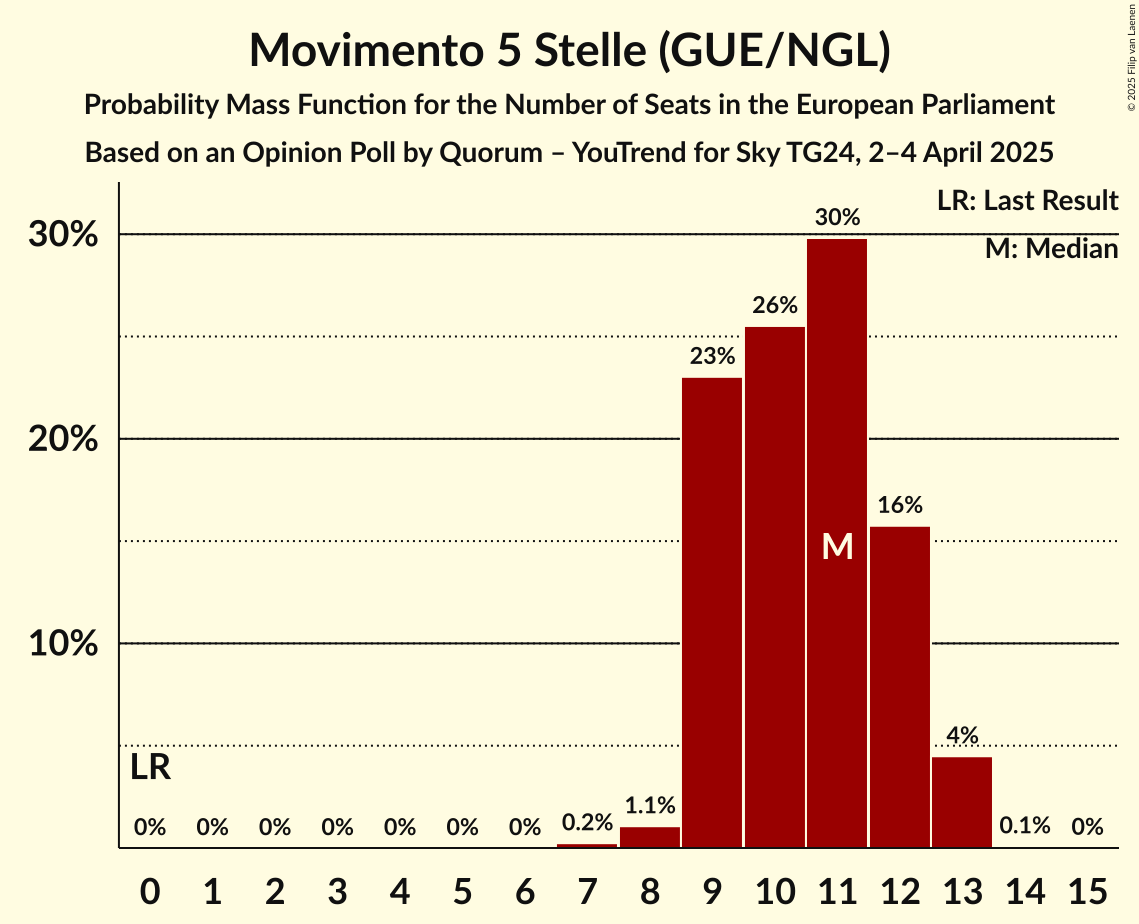 Movimento 5 Stelle (GUE/NGL)
Probability Mass Function for the Number of Seats in the European Parliament
Based on an Opinion Poll by Quorum – YouTrend for Sky TG24, 2–4 April 2025
© 2025 Filip van Laenen
LR: Last Result
M: Median
30%
20%
10%
LR
M
0% 0% 0% 0% 0% 0% 0% 0.2% 1.1% 23% 26% 30% 16% 4% 0.1% 0%
0 1 2 3 4 5 6 7 8 9 10 11 12 13 14 15